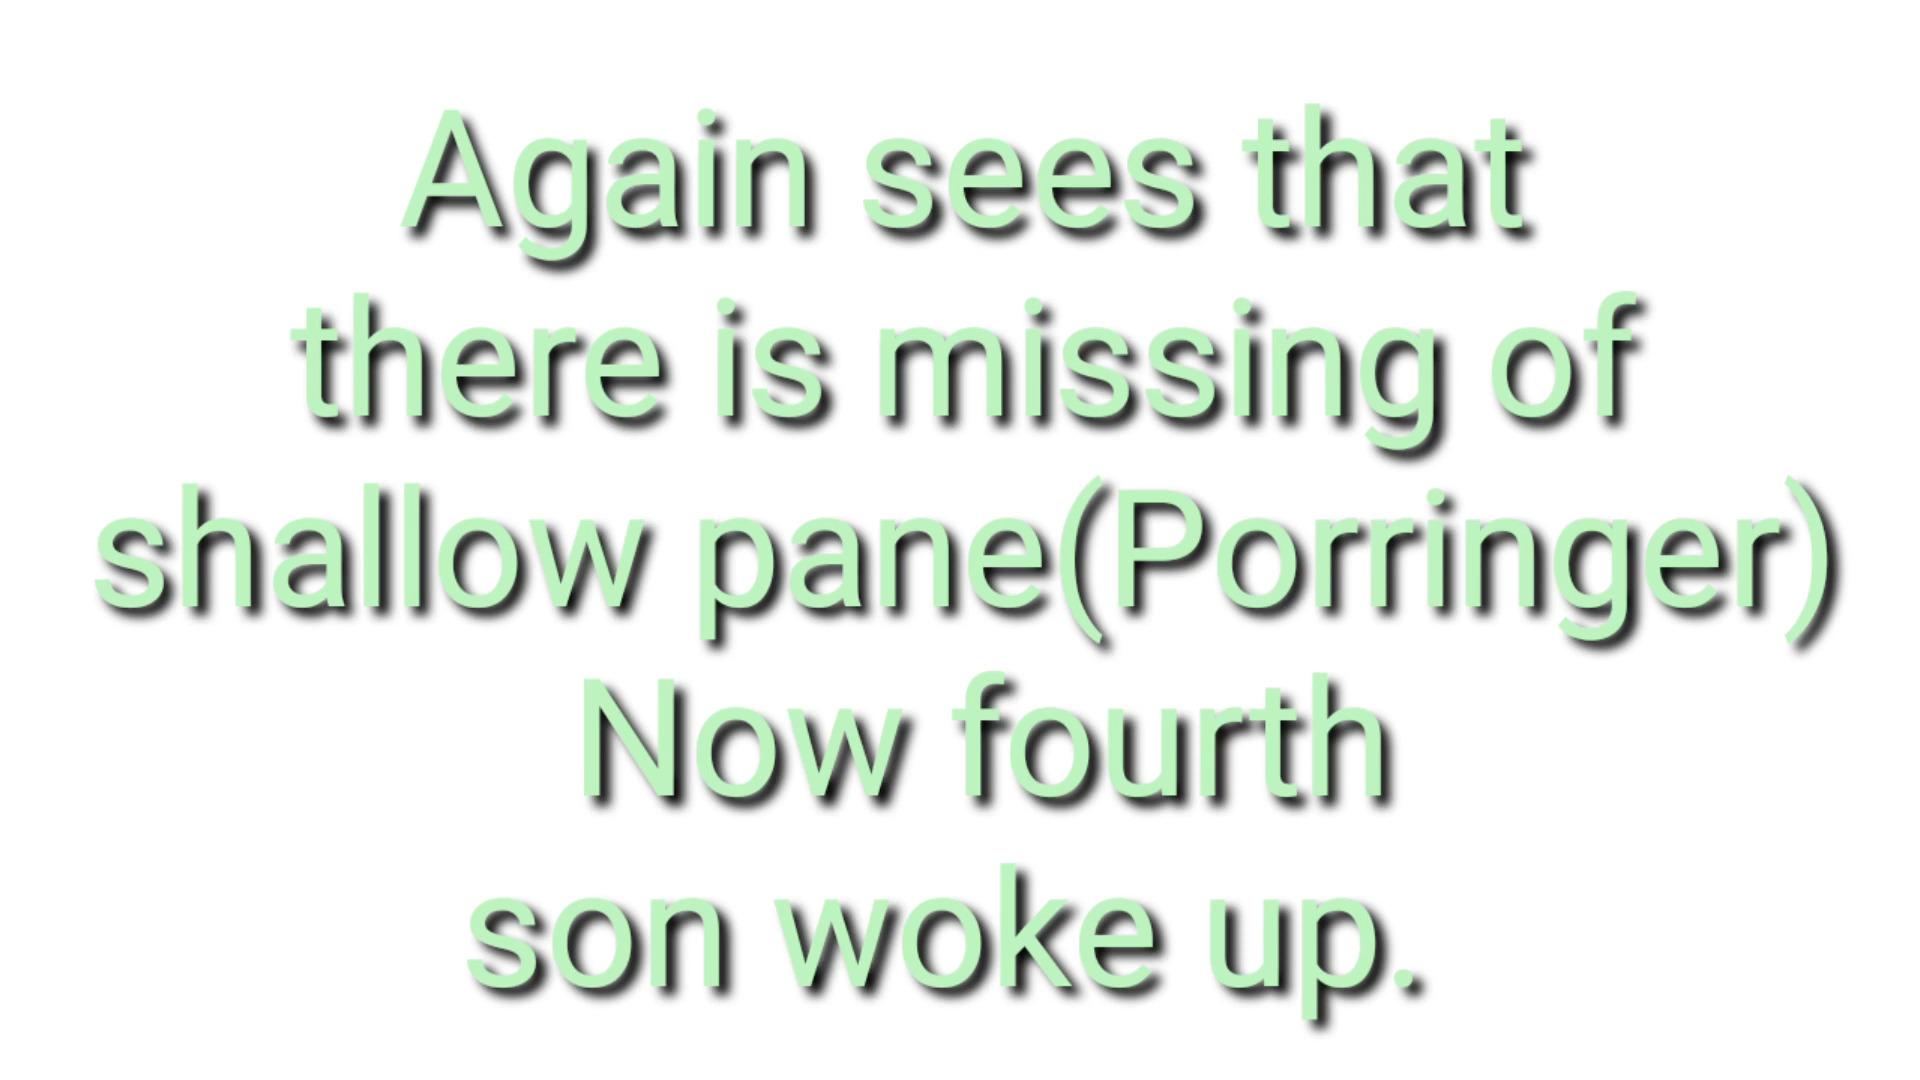 Again sees that
there is missing of
shallow pane(Porringer)
Now fourth
son woke up.